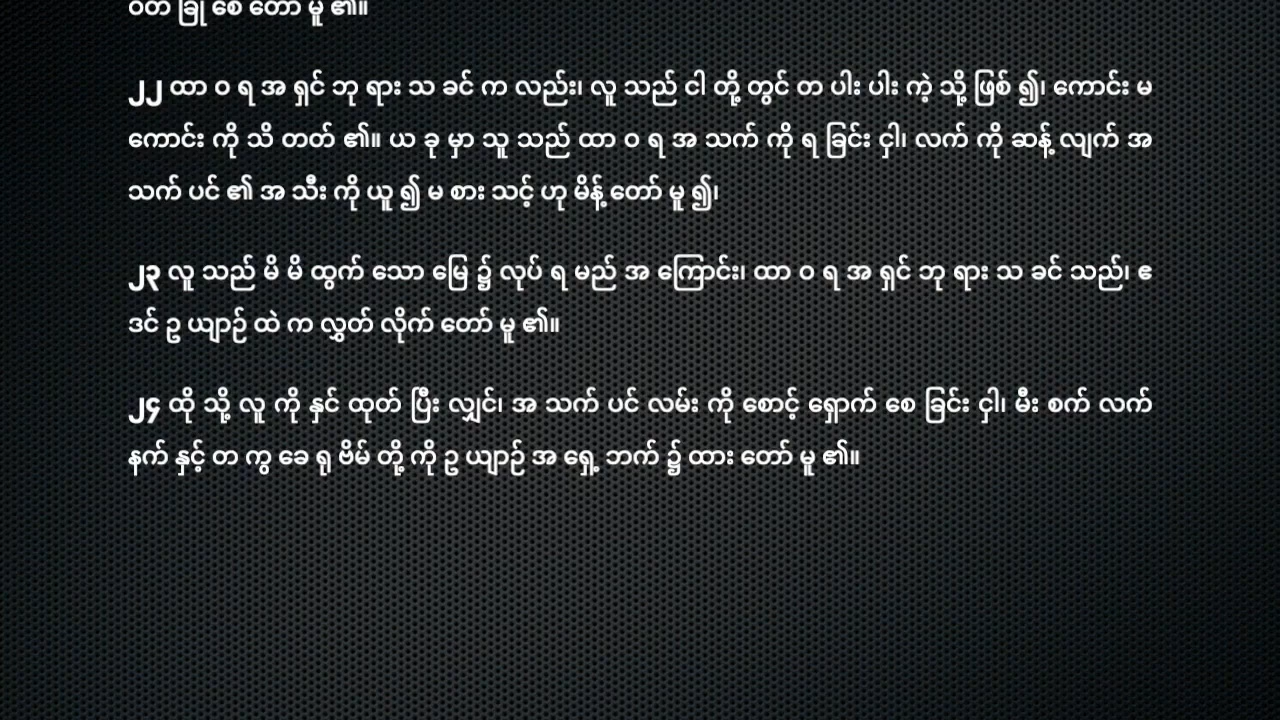 ဝတ် ခြုံ စေ တော် မူ ၏။
၂၂ ထာ ဝ ရ အ ရှင် ဘု ရား သ ခင် က လည်း၊ လူ သည် ငါ တို့ တွင် တ ပါး ပါး ကဲ့ သို့ ဖြစ် ၍၊ ကောင်း မ
ကောင်း ကို သိ တတ် ၏။ ယ ခု မှာ သူ သည် ထာ ဝ ရ အ သက် ကို ရ ခြင်း ငှါ၊ လက် ကို ဆန့် လျက် အ
သက် ပင် ၏ အ သီး ကို ယူ ၍ မ စား သင့် ဟု မိန့် တော် မူ ၍၊
၂၃ လူ သည် မိ မိ ထွက် သော မြေ ၌ လုပ် ရ မည် အ ကြောင်း၊ ထာ ဝ ရ အ ရှင် ဘု ရား သ ခင် သည်၊ ဧ
ဒင် ဥ ယျာဉ် ထဲ က လွှတ် လိုက် တော် မူ ၏။
၂၄ ထို သို့ လူ ကို နှင် ထုတ် ပြီး လျှင်၊ အ သက် ပင် လမ်း ကို စောင့် ရှောက် စေ ခြင်း ငှါ၊ မီး စက် လက်
နက် နှင့် တ ကွ ခေ ရု ဗိမ် တို့ ကို ဥ ယျာဉ် အ ရှေ့ ဘက် ၌ ထား တော် မူ ၏။